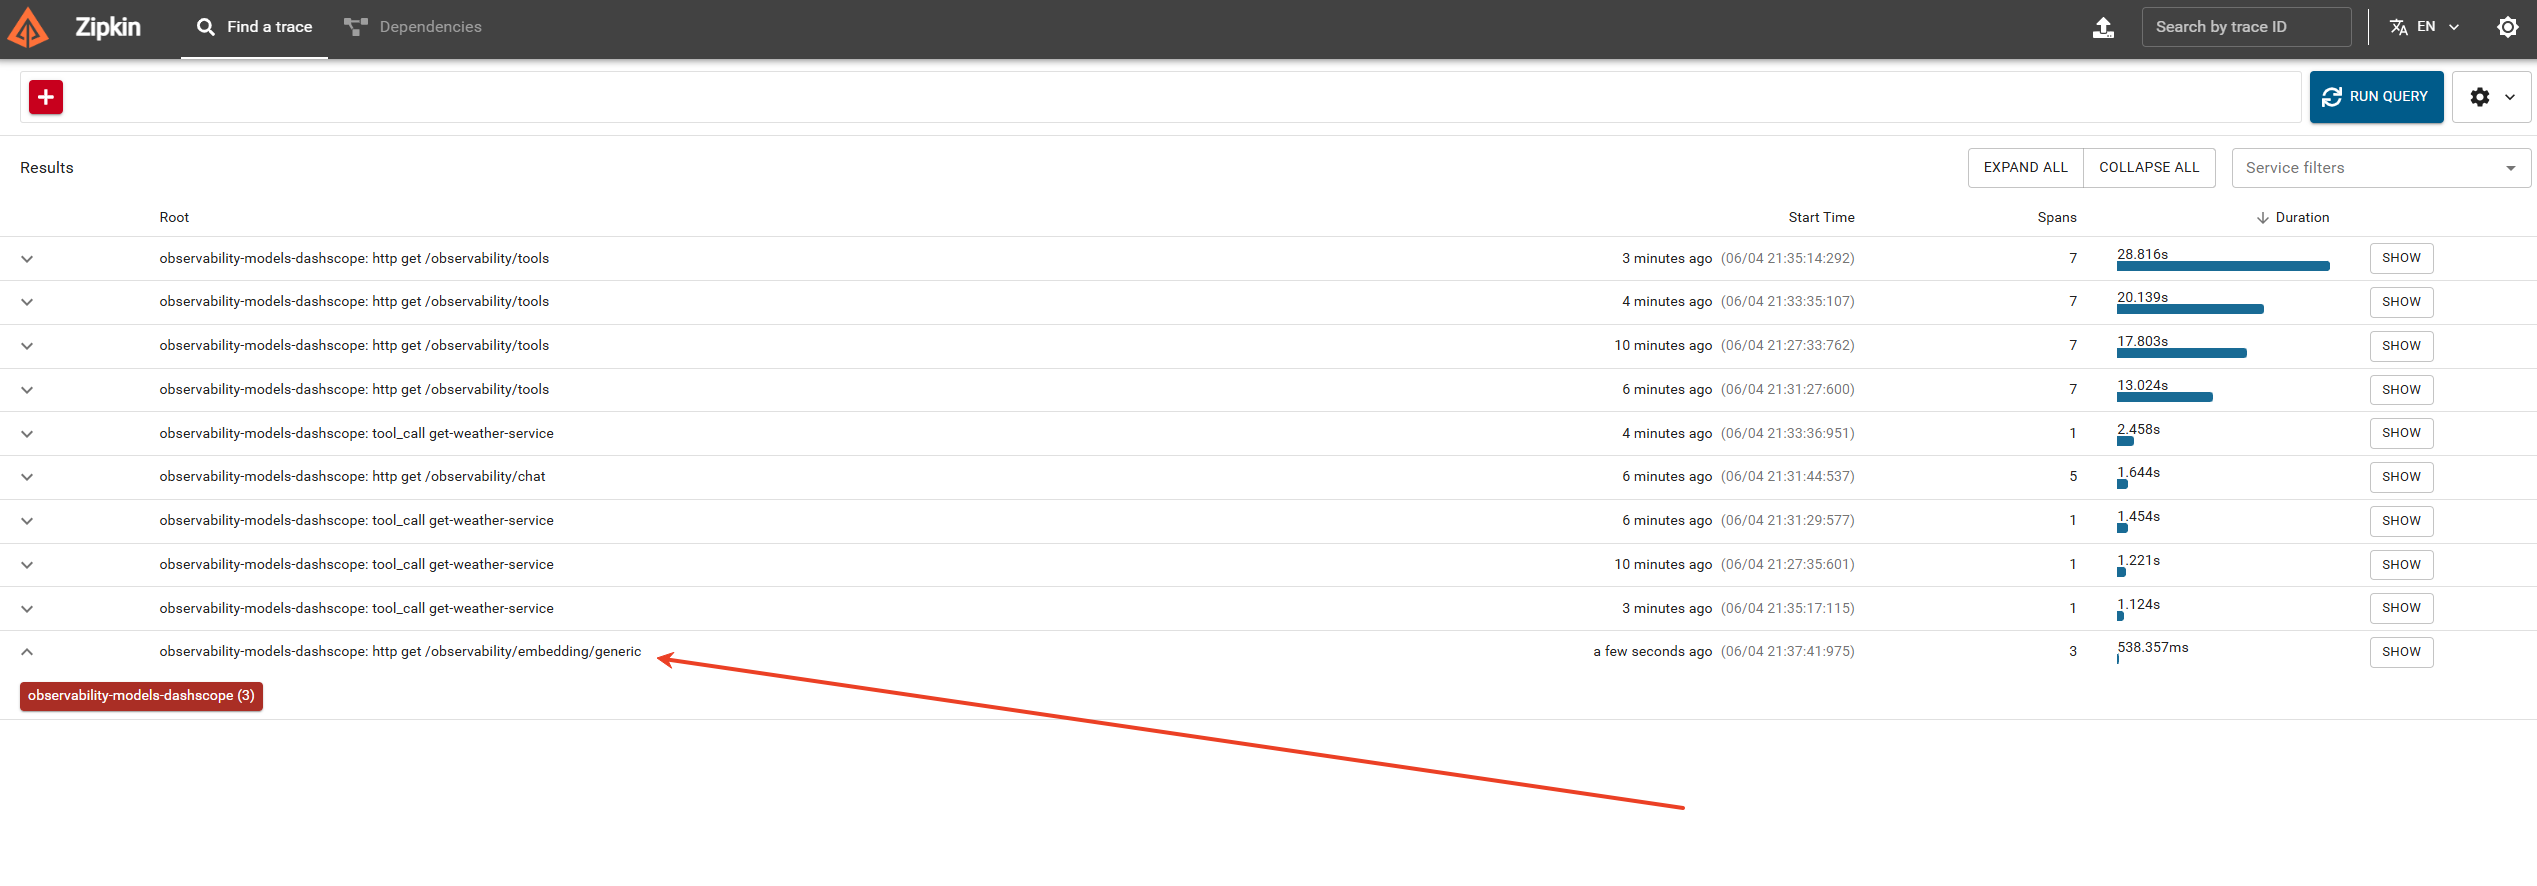 Zipkin Find a trace Dependencies Search by trace ID EN
RUN QUERY
Results EXPAND ALL COLLAPSE ALL Service filters
Root Start Time Spans Duration
observability-models-dashscope: http get /observability/tools 3 minutes ago (06/04 21:35:14:292) 7 28.816s SHOW
observability-models-dashscope: http get /observability/tools 4 minutes ago (06/04 21:33:35:107) 7 20.139s SHOW
observability-models-dashscope: http get /observability/tools 10 minutes ago (06/04 21:27:33:762) 7 17.803s SHOW
observability-models-dashscope: http get /observability/tools 6 minutes ago (06/04 21:31:27:600) 7 13.024s SHOW
observability-models-dashscope: tool_call get-weather-service 4 minutes ago (06/04 21:33:36:951) 1 2.458s SHOW
observability-models-dashscope: http get /observability/chat 6 minutes ago (06/04 21:31:44:537) 5 1.644s SHOW
observability-models-dashscope: tool_call get-weather-service 6 minutes ago (06/04 21:31:29:577) 1 1.454s SHOW
observability-models-dashscope: tool_call get-weather-service 10 minutes ago (06/04 21:27:35:601) 1 1.221s SHOW
observability-models-dashscope: tool_call get-weather-service 3 minutes ago (06/04 21:35:17:115) 1 1.124s SHOW
observability-models-dashscope: http get /observability/embedding/generic a few seconds ago (06/04 21:37:41:975) 3 538.357ms SHOW
observability-models-dashscope (3)